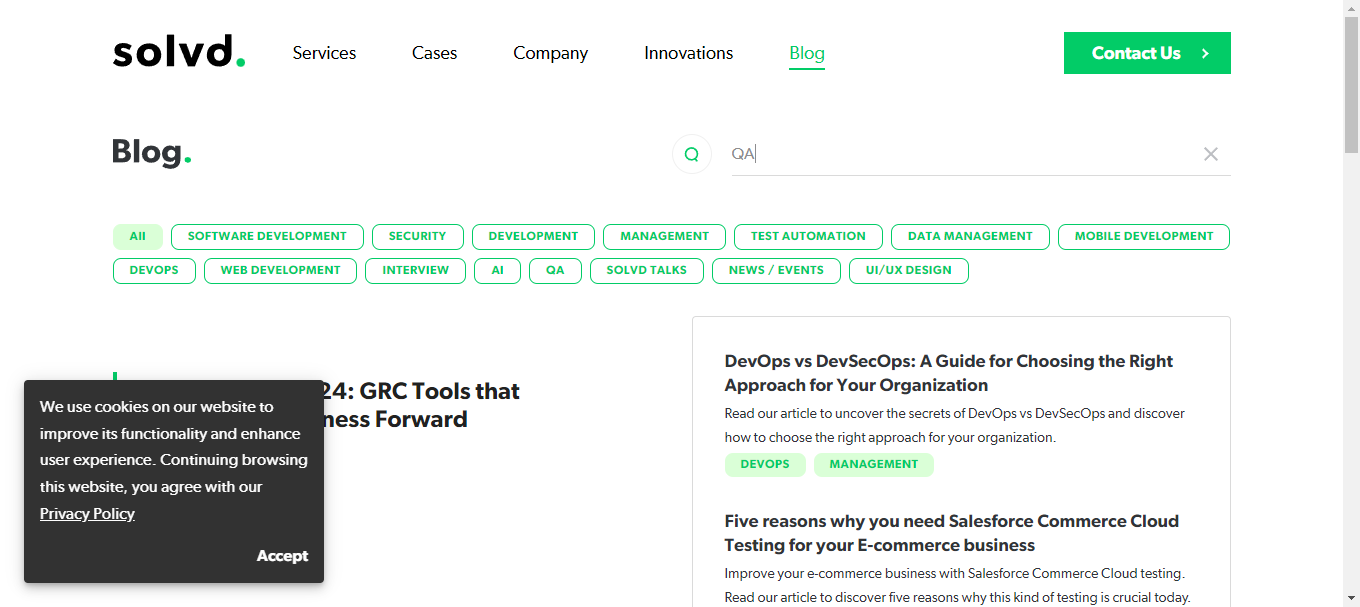 solvd.
Services
Cases
Company
Innovations
Blog
Contact Us
Blog.
QA
All
SOFTWARE DEVELOPMENT
SECURITY
DEVELOPMENT
MANAGEMENT
TEST AUTOMATION
DATA MANAGEMENT
MOBILE DEVELOPMENT
DEVOPS
WEB DEVELOPMENT
INTERVIEW
AI
QA
SOLVD TALKS
NEWS / EVENTS
UI/UX DESIGN
24: GRC Tools that
ness Forward
We use cookies on our website to
improve its functionality and enhance
user experience. Continuing browsing
this website, you agree with our
Privacy Policy
Accept
DevOps vs DevSecOps: A Guide for Choosing the Right
Approach for Your Organization
Read our article to uncover the secrets of DevOps vs DevSecOps and discover
how to choose the right approach for your organization.
DEVOPS
MANAGEMENT
Five reasons why you need Salesforce Commerce Cloud
Testing for your E-commerce business
Improve your e-commerce business with Salesforce Commerce Cloud testing.
Read our article to discover five reasons why this kind of testing is crucial today.